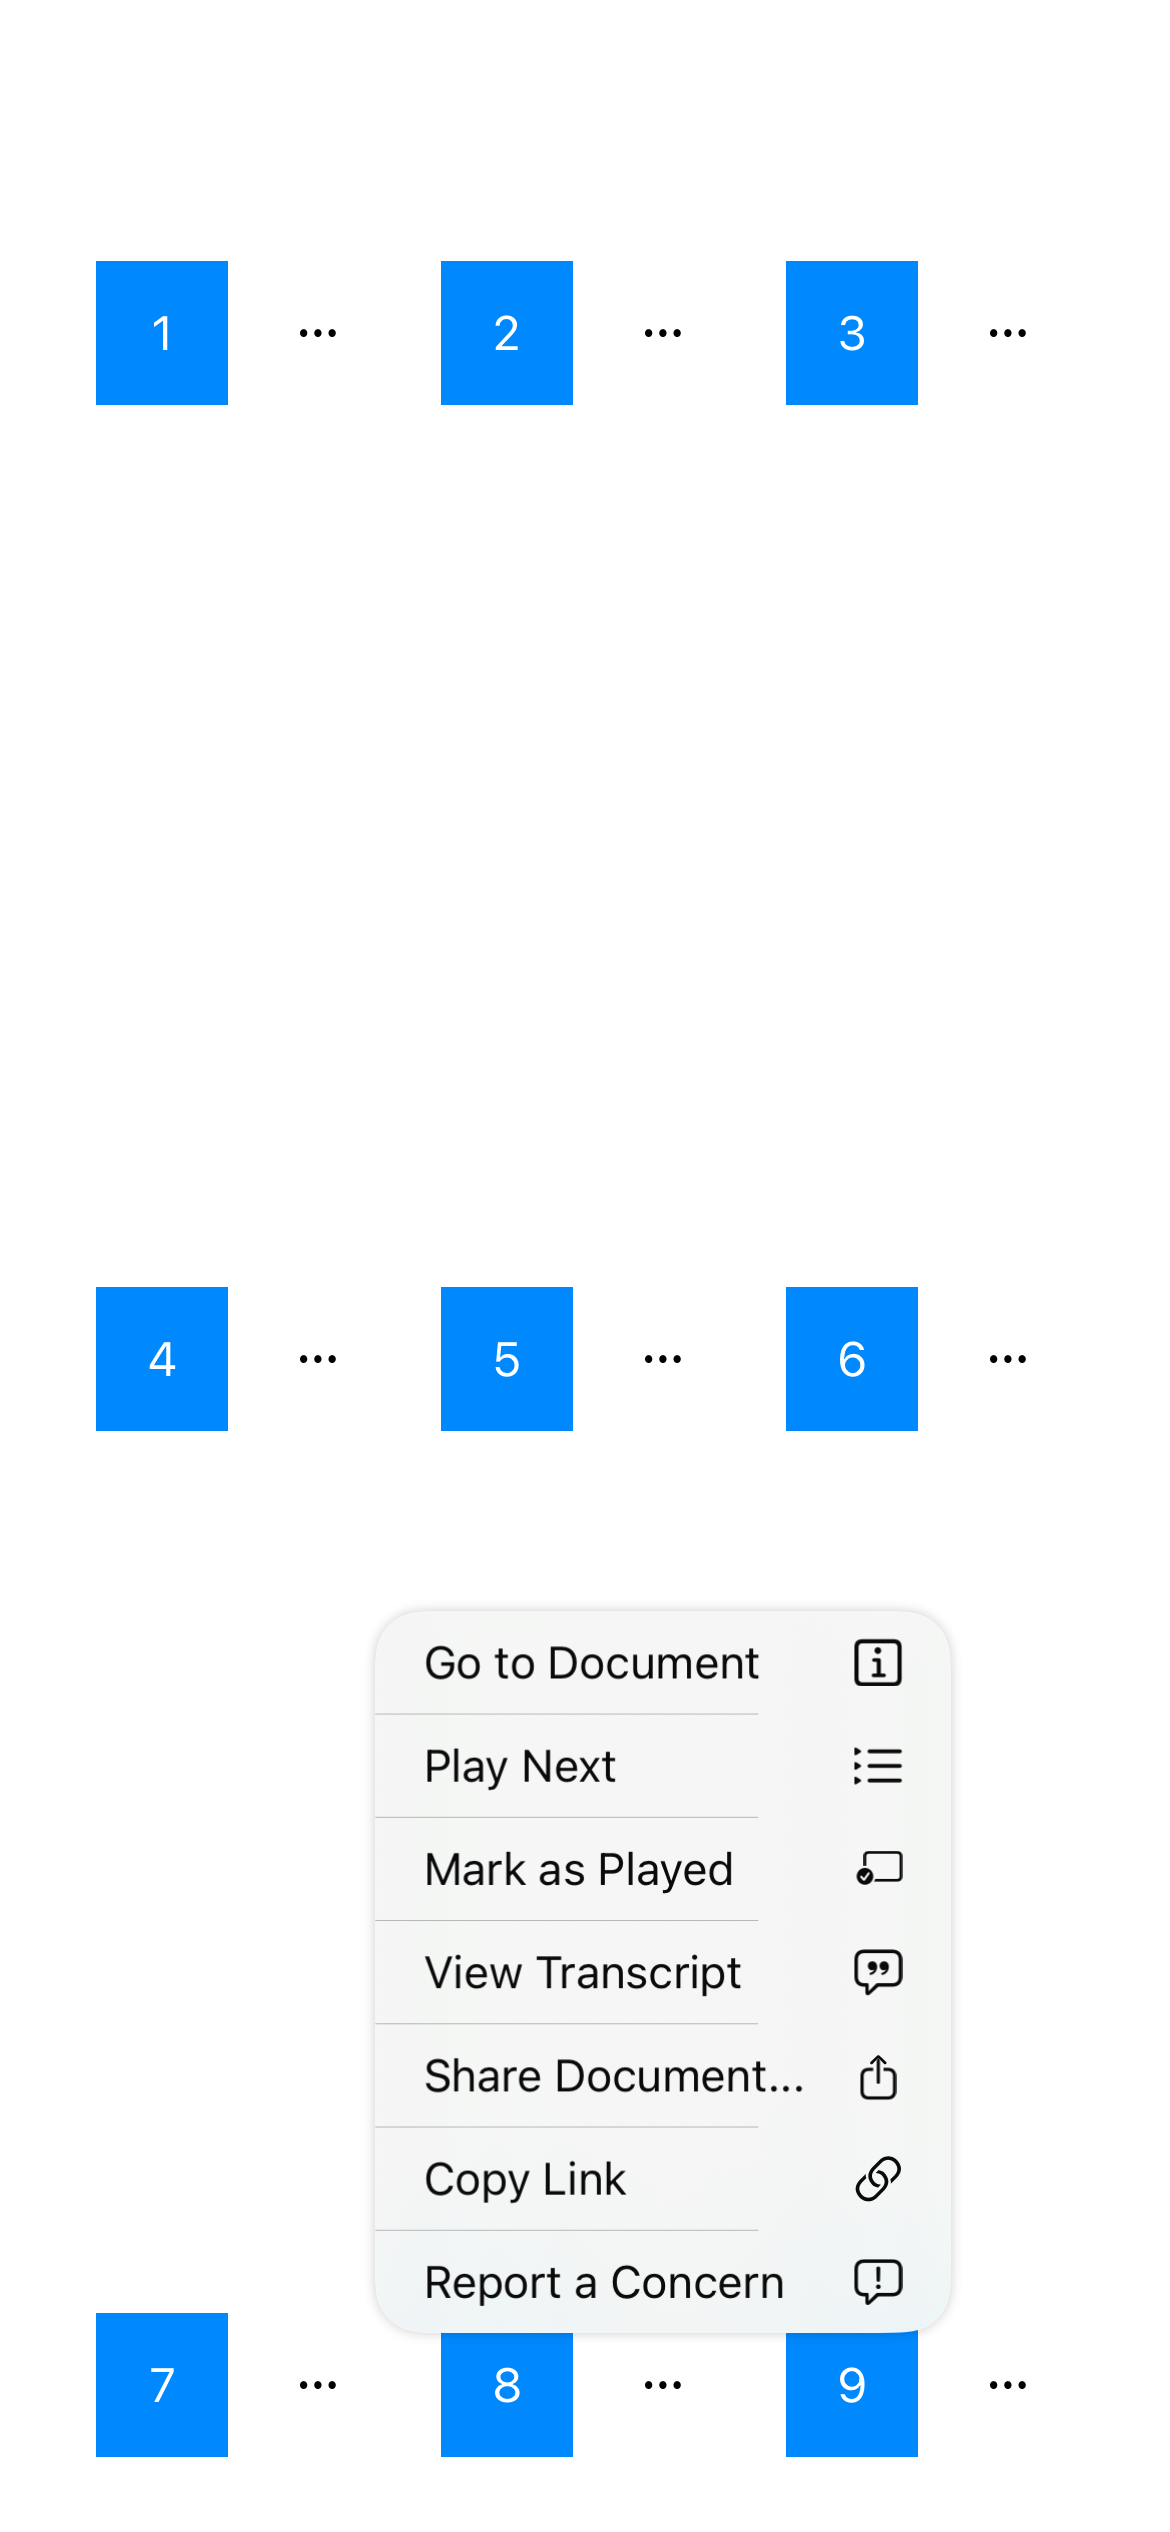 1 ... 2 ... 3 ...
4 ... 5 ... 6 ...
Go to Document
Play Next
Mark as Played
View Transcript
Share Document...
Copy Link
Report a Concern
7 ... 8 ... 9 ...